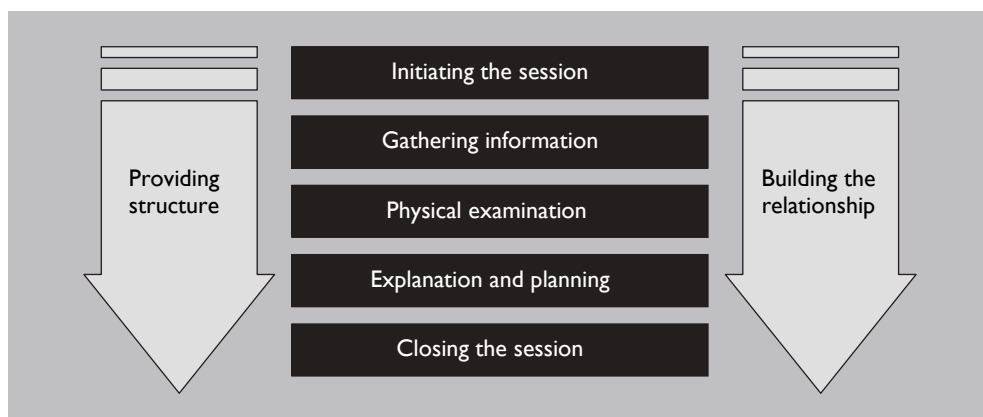 Initiating the session
Gathering information
Providing
structure
Physical examination
Building the
relationship
Explanation and planning
Closing the session